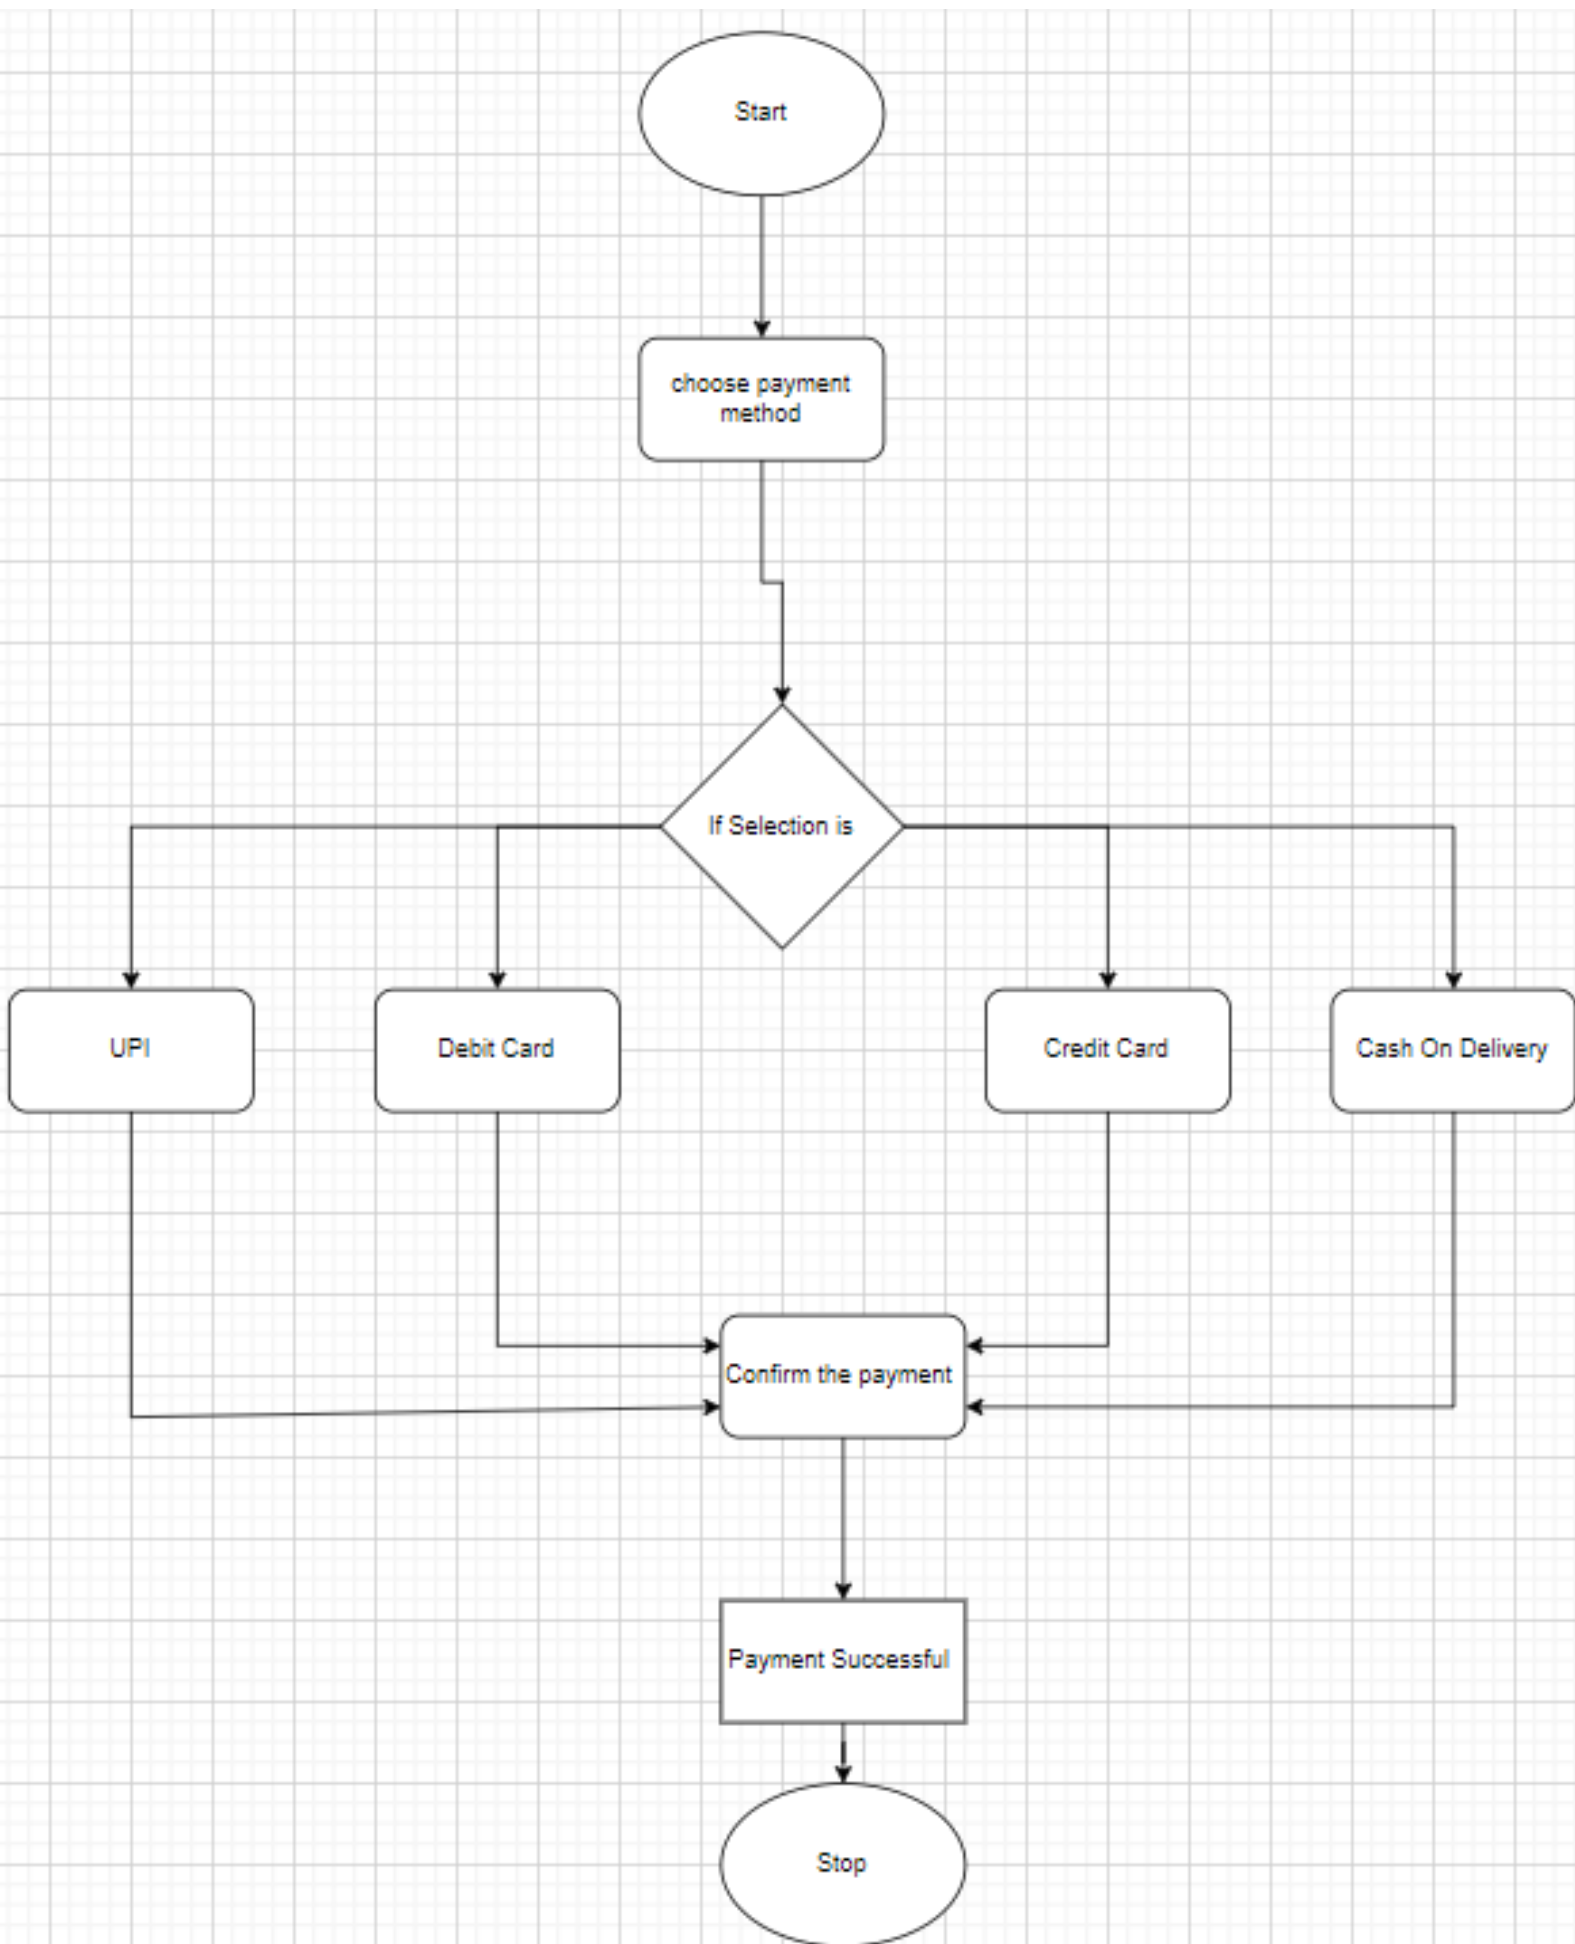 Start
choose payment
method
If Selection is
UPI
Debit Card
Credit Card
Cash On Delivery
Confirm the payment
Payment Successful
Stop